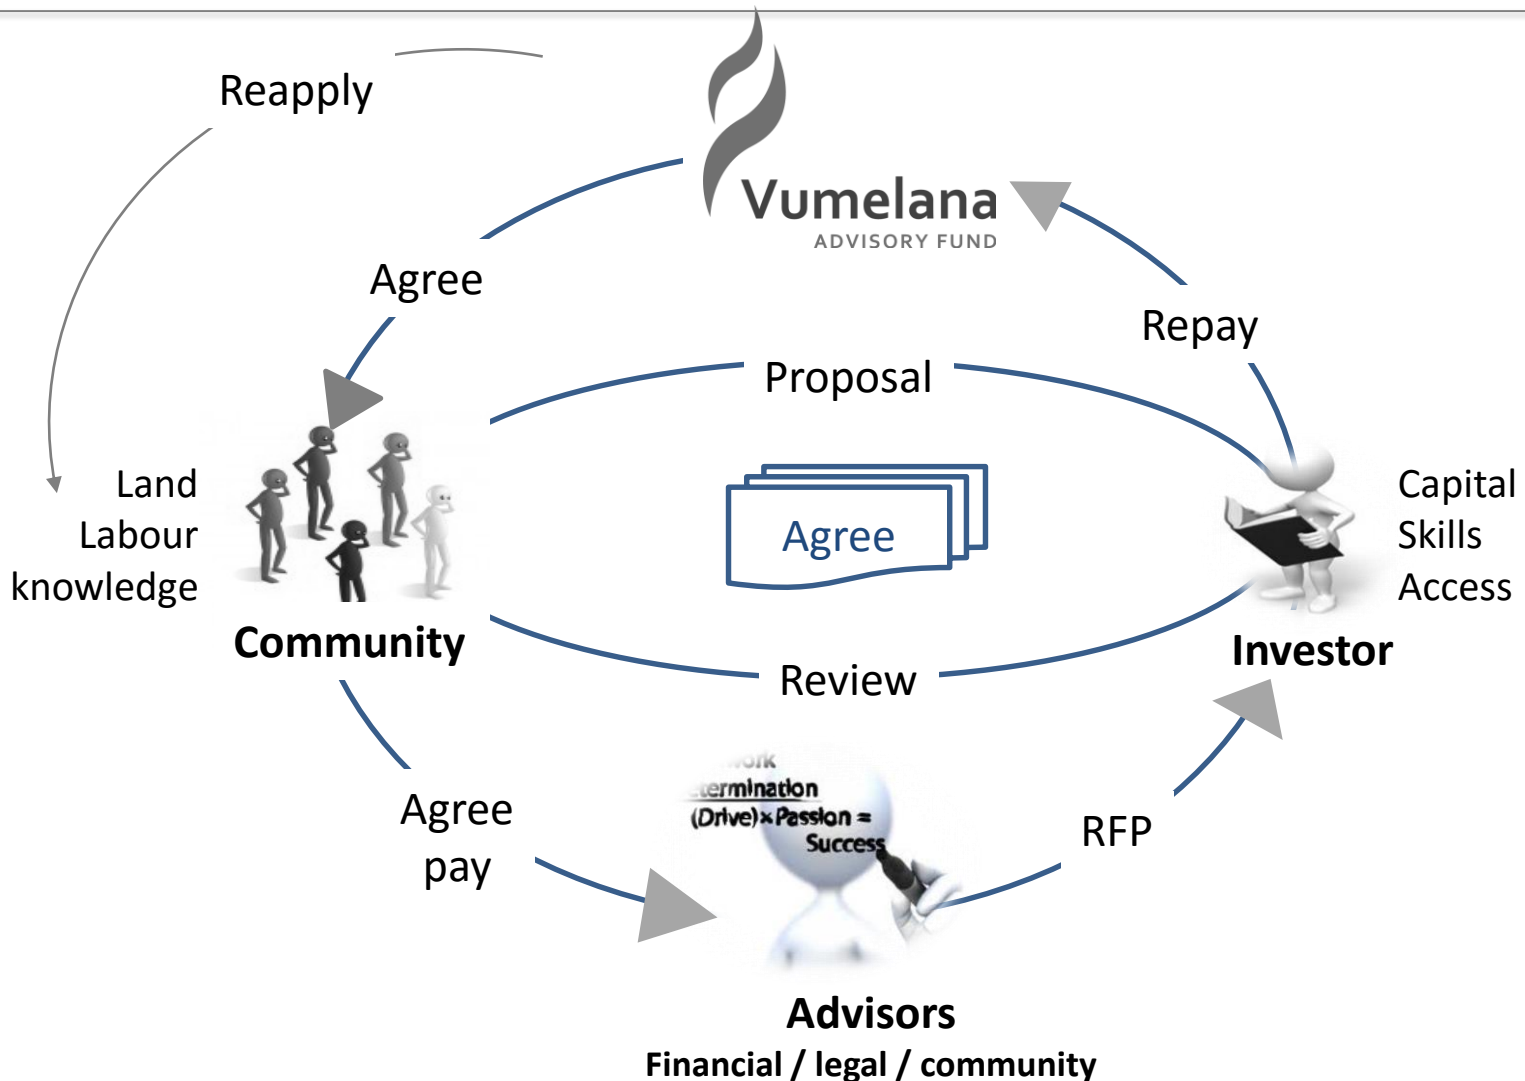 Reapply
Vumelana
ADVISORY FUND
Agree
Repay
Proposal
Land
Labour
knowledge
Agree
Capital
Skills
Access
Community
Investor
Review
Agree
pay
termination
(Drive)×Passion =
Success
RFP
Advisors
Financial / legal / community